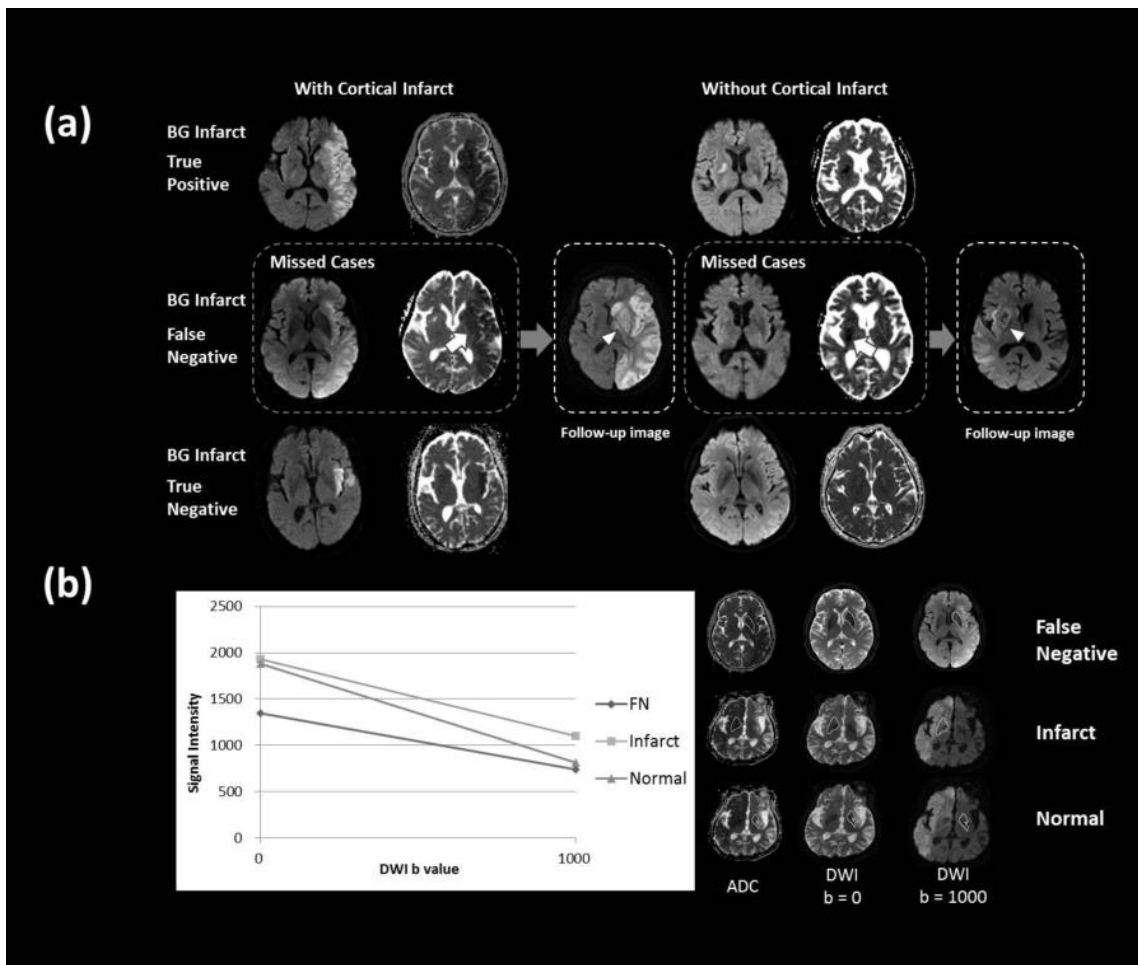 (a)
With Cortical Infarct
Without Cortical Infarct
BG Infarct
True
Positive
Missed Cases
Missed Cases
BG Infarct
False
Negative
Follow-up image
Follow-up image
BG Infarct
True
Negative
(b)
2500
2000
1500
1000
500
0
Signal Intensity
0
1000
DWI b value
FN
Infarct
Normal
False
Negative
Infarct
Normal
ADC
DWI
b = 0
DWI
b = 1000